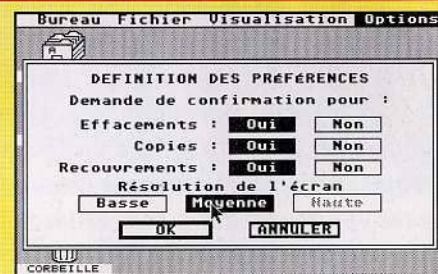 Bureau Fichier Visualisation Options
A
DEFINITION DES PRéFéRENCES
Demande de confirmation pour :
Effacements : Oui Non
Copies : Oui Non
Recouvrements : Oui Non
Résolution de l'écran
Basse Moyenne Haute
OK ANNULER
CORBEILLE